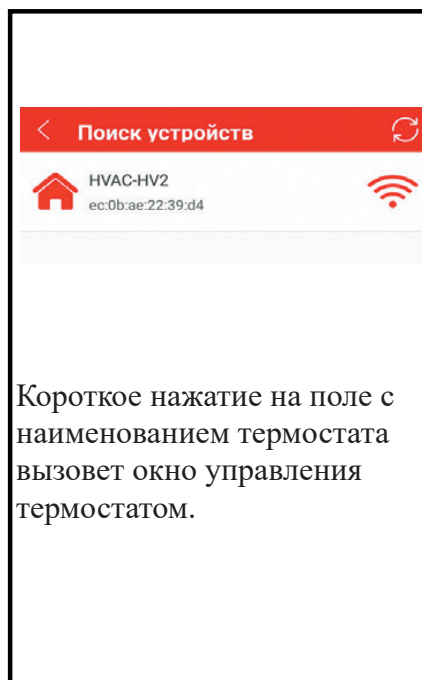 Поиск устройств
HVAC-HV2
ec:0b:ae:22:39:d4
Короткое нажатие на поле с
наименованием термостата
вызовет окно управления
термостатом.